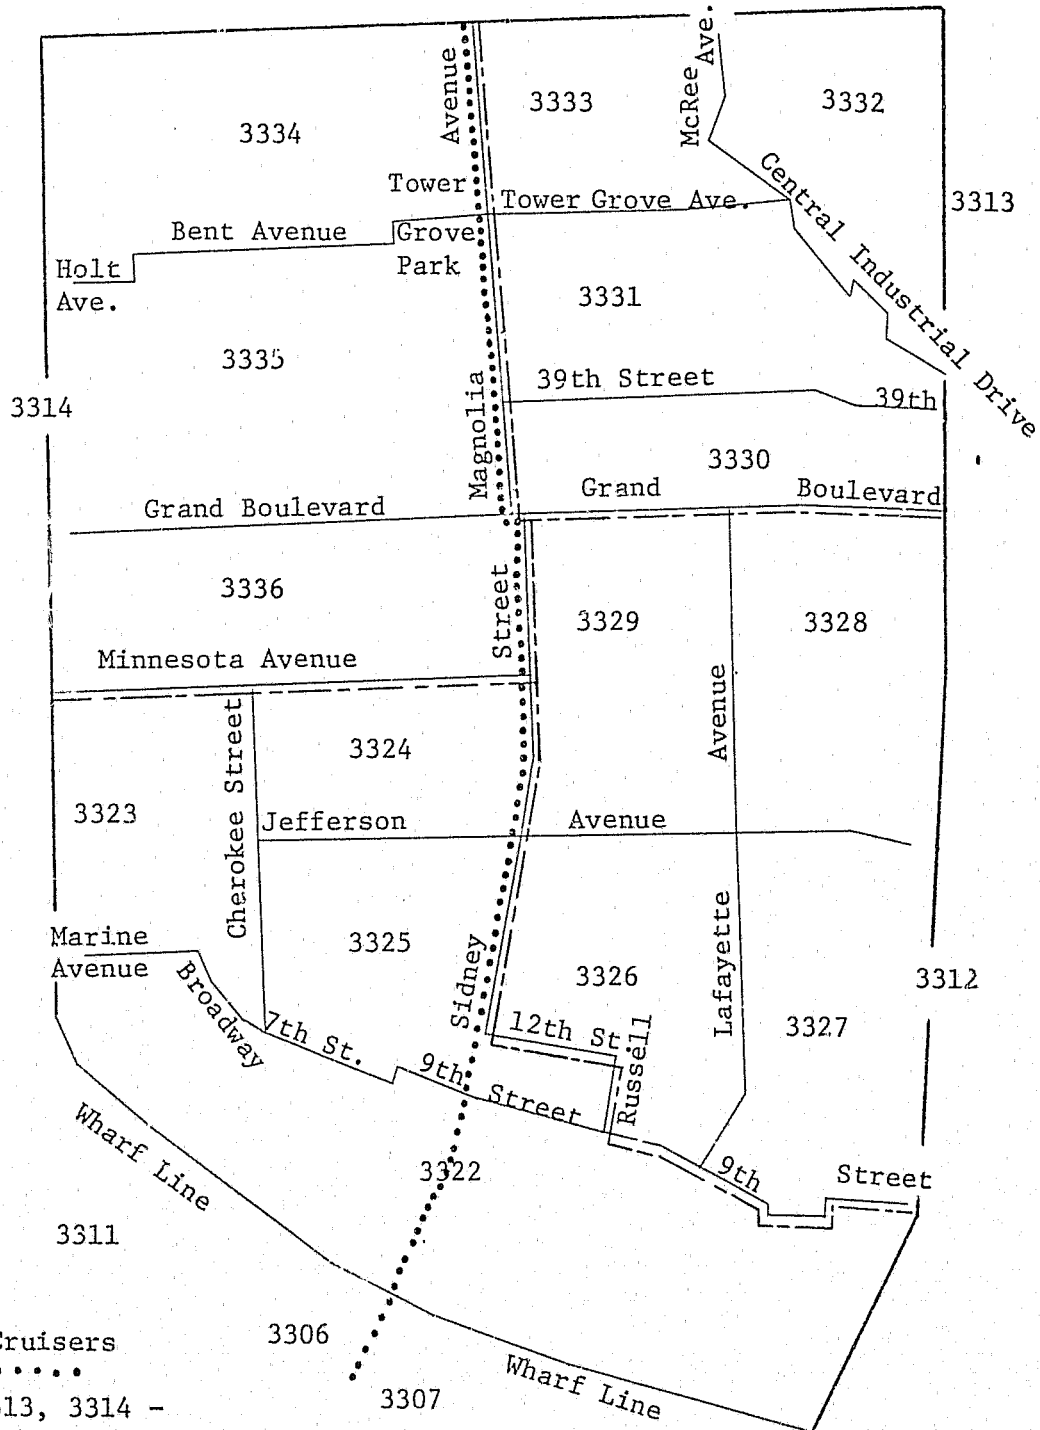 Avenue
McRee Ave.
3333
3332
3334
Central Industrial Drive
Tower
Tower Grove Ave.
3313
Bent Avenue
Grove
Park
Holt
Ave.
3331
3335
39th Street
39th
3314
Magnolia
3330
Grand Boulevard
Grand Boulevard
3336
Street
3329
3328
Minnesota Avenue
Cherokee Street
3324
Avenue
3323
Jefferson Avenue
Marine
Avenue
3325
Sidney
3326
Lafayette
3312
Broadway
7th St.
12th St.
Russell
3327
9th Street
Wharf Line
3322
9th Street
3311
Cruisers
3306
13, 3314 -
3307
Wharf Line